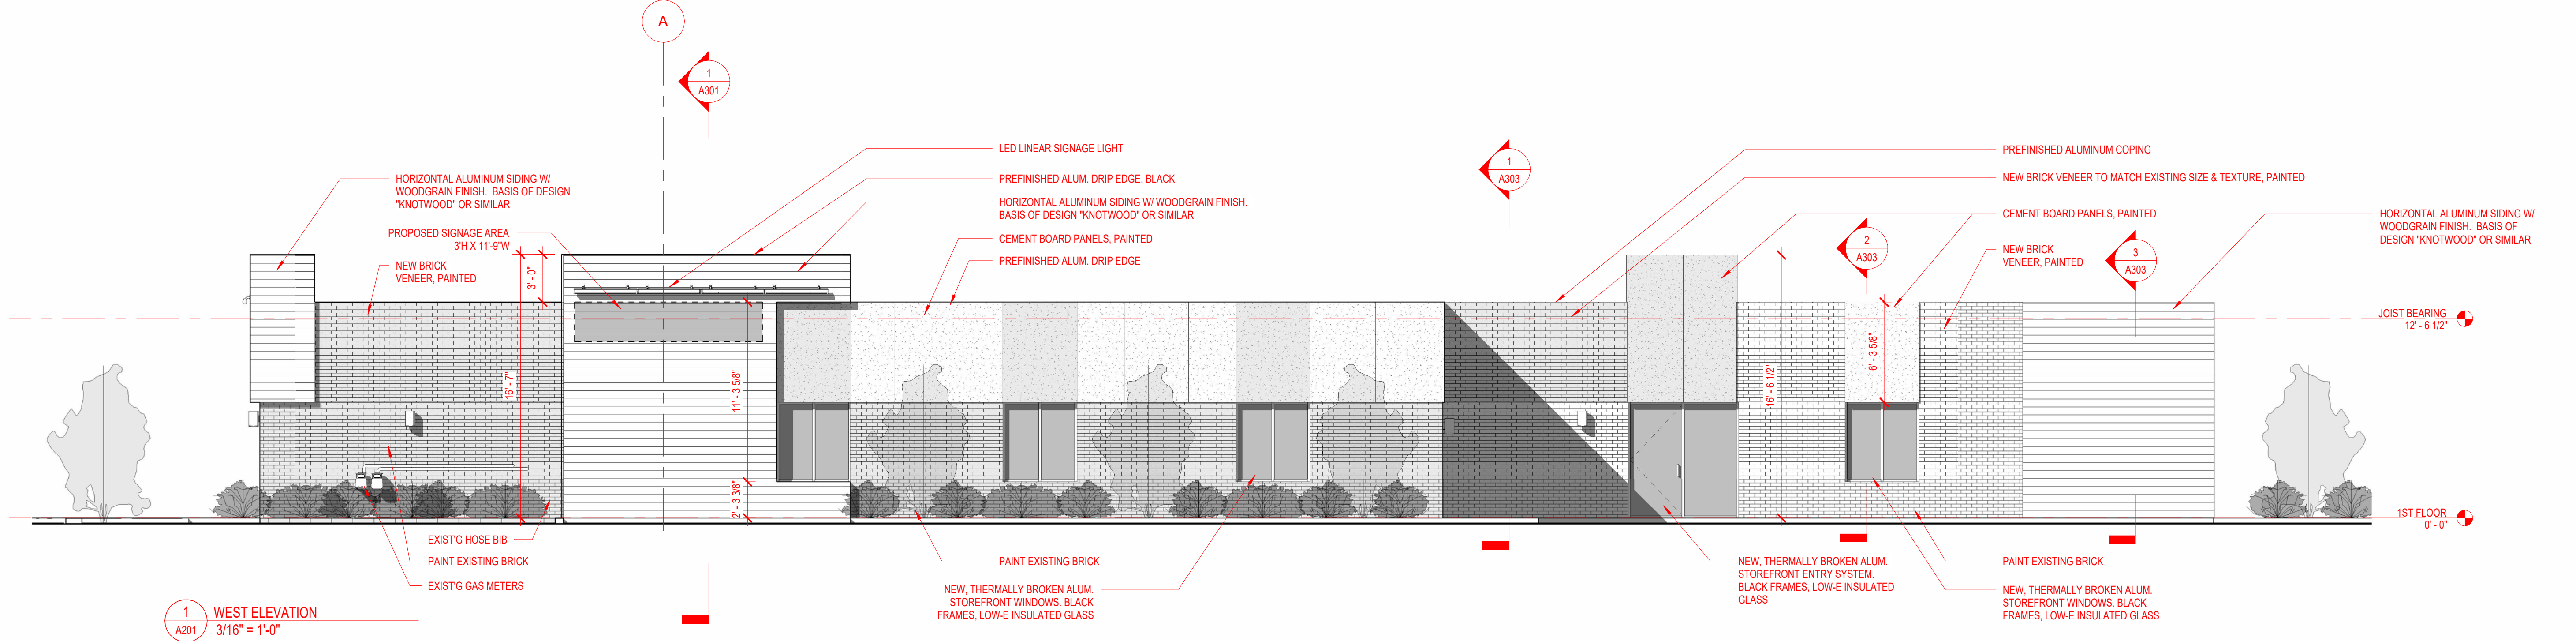 A
1
A301
LED LINEAR SIGNAGE LIGHT
PREFINISHED ALUM. DRIP EDGE, BLACK
HORIZONTAL ALUMINUM SIDING W/ WOODGRAIN FINISH.
BASIS OF DESIGN "KNOTWOOD" OR SIMILAR
CEMENT BOARD PANELS, PAINTED
PREFINISHED ALUM. DRIP EDGE
HORIZONTAL ALUMINUM SIDING W/
WOODGRAIN FINISH. BASIS OF DESIGN
"KNOTWOOD" OR SIMILAR
PROPOSED SIGNAGE AREA
3'H X 11'-9"W
NEW BRICK
VENEER, PAINTED
3' - 0"
16' - 7"
11' - 3 5/8"
2' - 3 3/8"
1
A303
PREFINISHED ALUMINUM COPING
NEW BRICK VENEER TO MATCH EXISTING SIZE & TEXTURE, PAINTED
CEMENT BOARD PANELS, PAINTED
NEW BRICK
VENEER, PAINTED
2
A303
3
A303
HORIZONTAL ALUMINUM SIDING W/
WOODGRAIN FINISH. BASIS OF
DESIGN "KNOTWOOD" OR SIMILAR
JOIST BEARING
12' - 6 1/2"
6' - 3 5/8"
16' - 6 1/2"
1ST FLOOR
0' - 0"
EXIST'G HOSE BIB
PAINT EXISTING BRICK
EXIST'G GAS METERS
PAINT EXISTING BRICK
NEW, THERMALLY BROKEN ALUM.
STOREFRONT WINDOWS. BLACK
FRAMES, LOW-E INSULATED GLASS
NEW, THERMALLY BROKEN ALUM.
STOREFRONT ENTRY SYSTEM.
BLACK FRAMES, LOW-E INSULATED
GLASS
PAINT EXISTING BRICK
NEW, THERMALLY BROKEN ALUM.
STOREFRONT WINDOWS. BLACK
FRAMES, LOW-E INSULATED GLASS
1
A201
WEST ELEVATION
3/16" = 1'-0"